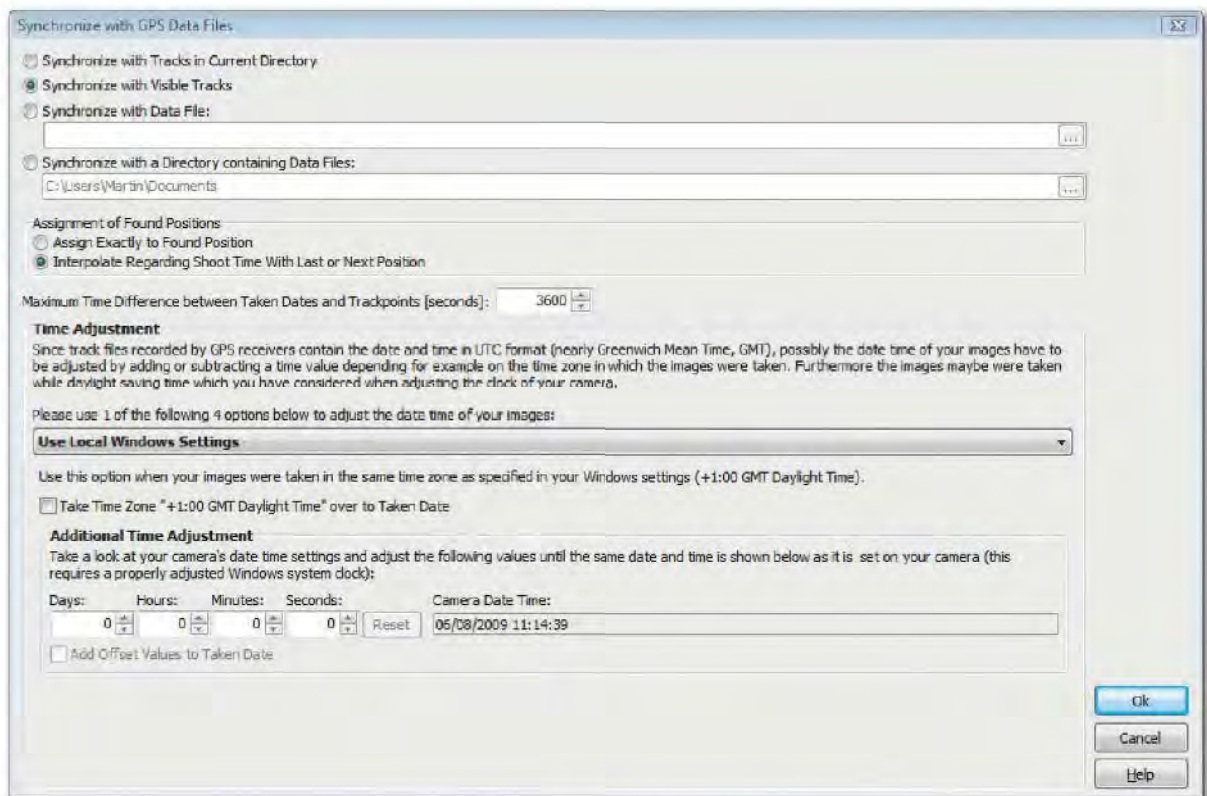 Synchronize with GPS Data Files
Synchronize with Tracks in Current Directory
Synchronize with Visible Tracks
Synchronize with Data File:
...
Synchronize with a Directory containing Data Files:
C:\Users\Martin\Documents
...
Assignment of Found Positions
Assign Exactly to Found Position
Interpolate Regarding Shoot Time With Last or Next Position
Maximum Time Difference between Taken Dates and Trackpoints [seconds]: 3600
Time Adjustment
Since track files recorded by GPS receivers contain the date and time in UTC format (nearly Greenwich Mean Time, GMT), possibly the date time of your images have to
be adjusted by adding or subtracting a time value depending for example on the time zone in which the images were taken. Furthermore the images maybe were taken
while daylight saving time which you have considered when adjusting the clock of your camera.
Please use 1 of the following 4 options below to adjust the date time of your images:
Use Local Windows Settings
Use this option when your images were taken in the same time zone as specified in your Windows settings (+1:00 GMT Daylight Time).
Take Time Zone "+1:00 GMT Daylight Time" over to Taken Date
Additional Time Adjustment
Take a look at your camera's date time settings and adjust the following values until the same date and time is shown below as it is set on your camera (this
requires a properly adjusted Windows system clock):
Days: Hours: Minutes: Seconds: Camera Date Time:
0 0 0 0 Reset 06/08/2009 11:14:39
Add Offset Values to Taken Date
Ok
Cancel
Help